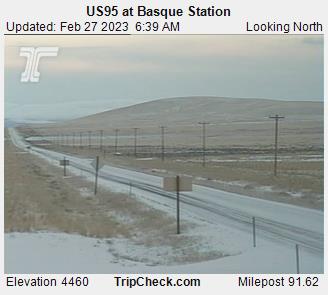 US95 at Basque Station
Updated: Feb 27 2023 6:39 AM Looking North
Elevation 4460 TripCheck.com Milepost 91.62